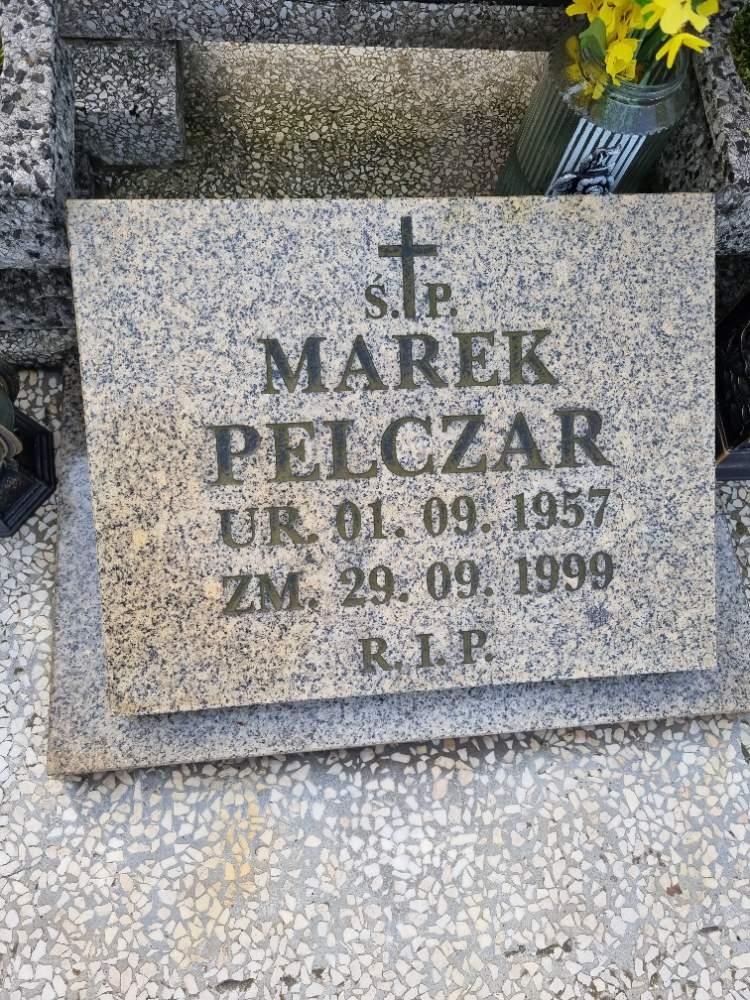 Ś. P.
MAREK
PELCZAR
UR. 01. 09. 1957
ZM. 29. 09. 1999
R. I. P.